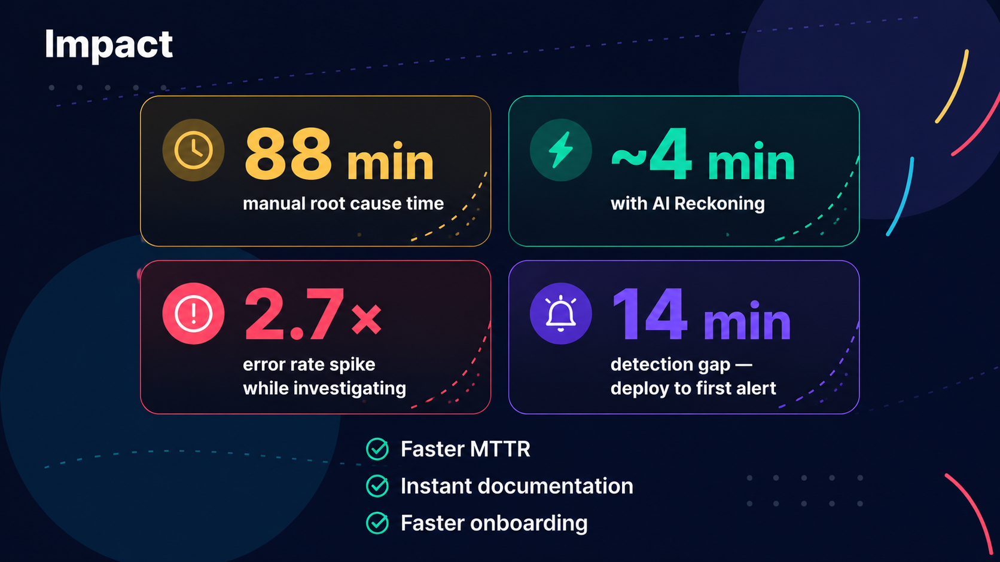 Impact
88 min
manual root cause time
~4 min
with AI Reckoning
2.7×
error rate spike
while investigating
14 min
detection gap —
deploy to first alert
Faster MTTR
Instant documentation
Faster onboarding